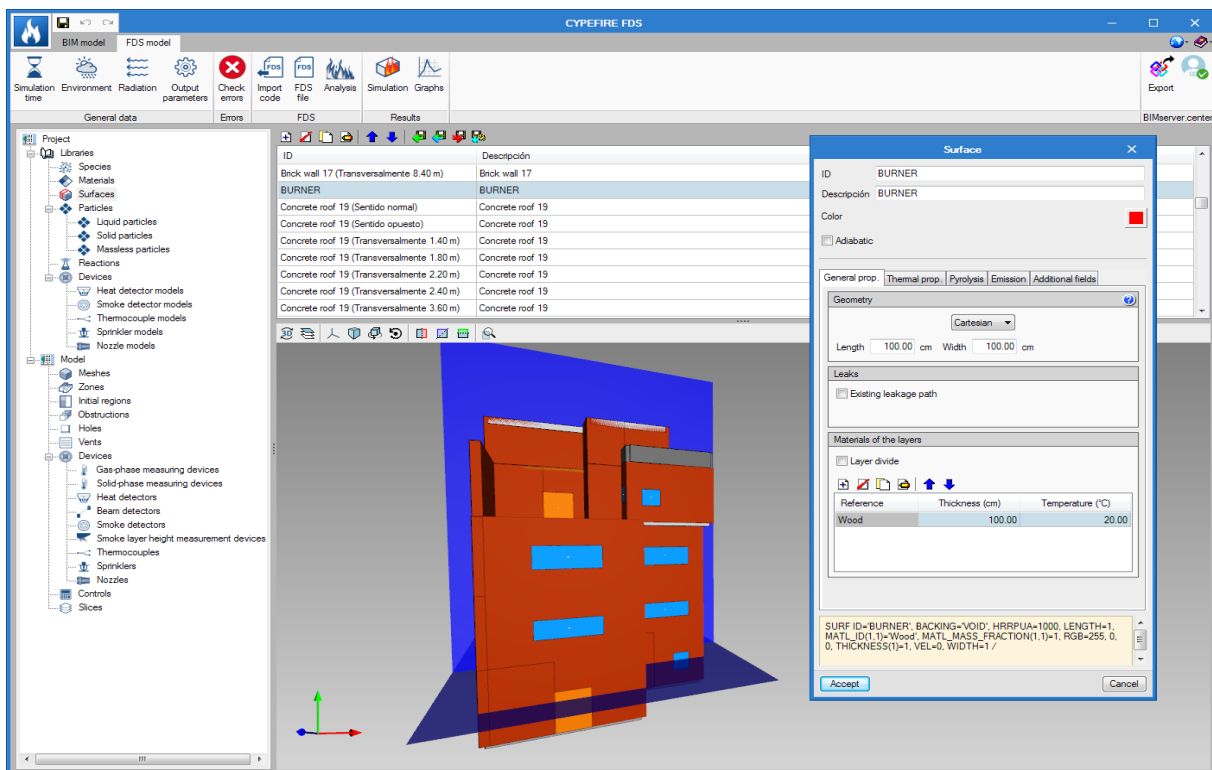 CYPEFIRE FDS
BIM model
FDS model
Simulation time
Environment
Radiation
Output parameters
Check errors
Import code
FDS file
Analysis
Simulation
Graphs
Export
General data
Errors
FDS
Results
BIMserver.center
Project
Libraries
Species
Materials
Surfaces
Particles
Liquid particles
Solid particles
Massless particles
Reactions
Devices
Heat detector models
Smoke detector models
Thermocouple models
Sprinkler models
Nozzle models
Model
Meshes
Zones
Initial regions
Obstructions
Holes
Vents
Devices
Gas-phase measuring devices
Solid-phase measuring devices
Heat detectors
Beam detectors
Smoke detectors
Smoke layer height measurement devices
Thermocouples
Sprinklers
Nozzles
Controls
Slices
ID Descripción
Brick wall 17 (Transversalmente 8.40 m) Brick wall 17
BURNER BURNER
Concrete roof 19 (Sentido normal) Concrete roof 19
Concrete roof 19 (Sentido opuesto) Concrete roof 19
Concrete roof 19 (Transversalmente 1.40 m) Concrete roof 19
Concrete roof 19 (Transversalmente 1.80 m) Concrete roof 19
Concrete roof 19 (Transversalmente 2.20 m) Concrete roof 19
Concrete roof 19 (Transversalmente 2.40 m) Concrete roof 19
Concrete roof 19 (Transversalmente 3.60 m) Concrete roof 19
Surface
ID BURNER
Descripción BURNER
Color
Adiabatic
General prop. Thermal prop. Pyrolysis Emission Additional fields
Geometry
Cartesian
Length 100.00 cm Width 100.00 cm
Leaks
Existing leakage path
Materials of the layers
Layer divide
Reference Thickness (cm) Temperature (°C)
Wood 100.00 20.00
SURF ID='BURNER', BACKING='VOID', HRRPUA=1000, LENGTH=1,
MATL_ID(1,1)='Wood', MATL_MASS_FRACTION(1,1)=1, RGB=255, 0,
0, THICKNESS(1)=1, VEL=0, WIDTH=1 /
Accept Cancel